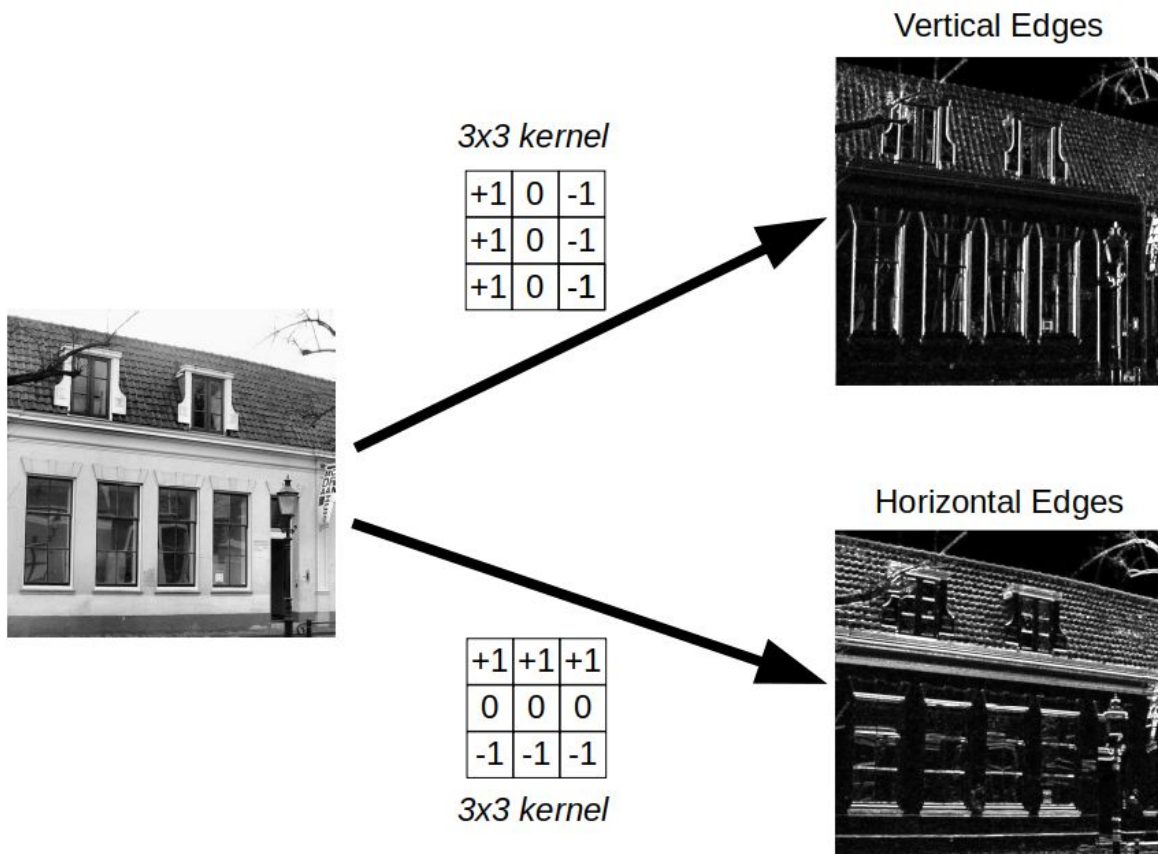 Vertical Edges
3x3 kernel
+1 0 -1
+1 0 -1
+1 0 -1
Horizontal Edges
+1 +1 +1
0 0 0
-1 -1 -1
3x3 kernel